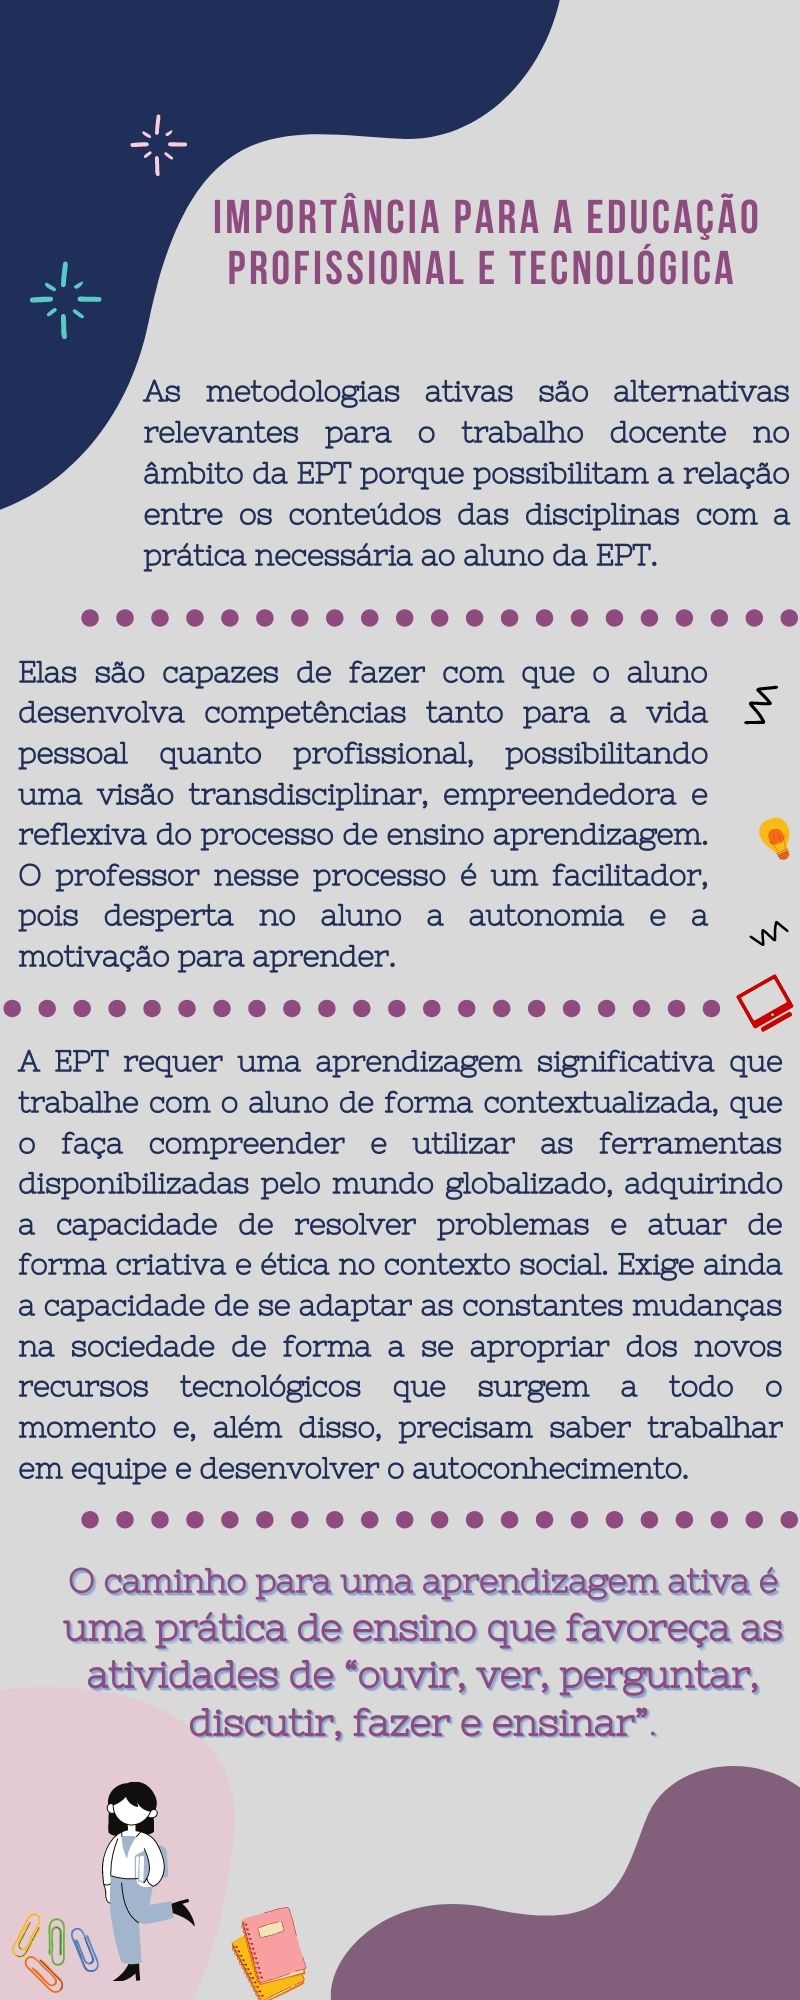 IMPORTÂNCIA PARA A EDUCAÇÃO
PROFISSIONAL E TECNOLÓGICA
As metodologias ativas são alternativas
relevantes para o trabalho docente no
âmbito da EPT porque possibilitam a relação
entre os conteúdos das disciplinas com a
prática necessária ao aluno da EPT.
Elas são capazes de fazer com que o aluno
desenvolva competências tanto para a vida
pessoal quanto profissional, possibilitando
uma visão transdisciplinar, empreendedora e
reflexiva do processo de ensino aprendizagem.
O professor nesse processo é um facilitador,
pois desperta no aluno a autonomia e a
motivação para aprender.
A EPT requer uma aprendizagem significativa que
trabalhe com o aluno de forma contextualizada, que
o faça compreender e utilizar as ferramentas
disponibilizadas pelo mundo globalizado, adquirindo
a capacidade de resolver problemas e atuar de
forma criativa e ética no contexto social. Exige ainda
a capacidade de se adaptar as constantes mudanças
na sociedade de forma a se apropriar dos novos
recursos tecnológicos que surgem a todo o
momento e, além disso, precisam saber trabalhar
em equipe e desenvolver o autoconhecimento.
O caminho para uma aprendizagem ativa é
uma prática de ensino que favoreça as
atividades de “ouvir, ver, perguntar,
discutir, fazer e ensinar”.